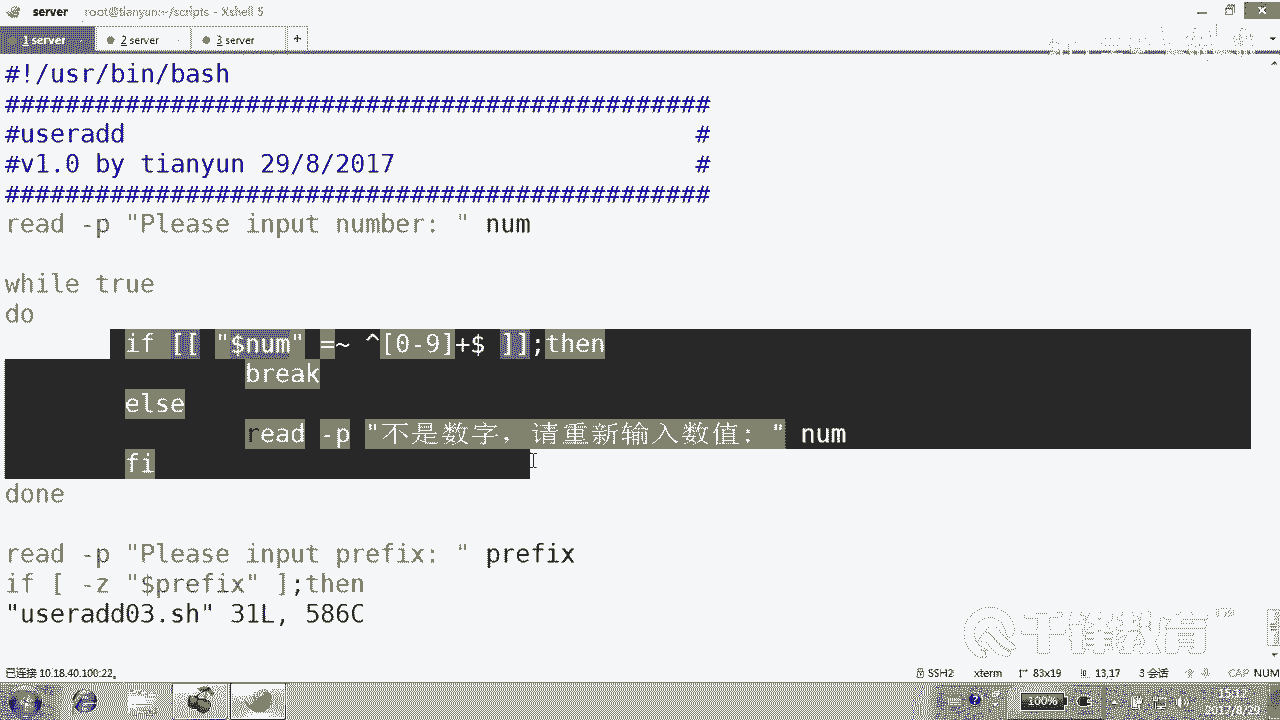 server root@tianyun:~/scripts - Xshell 5
1 server 2 server 3 server +
#!/usr/bin/bash
###############################################
#useradd #
#v1.0 by tianyun 29/8/2017 #
###############################################
read -p "Please input number: " num
while true
do
if [[ "$num" =~ ^[0-9]+$ ]];then
break
else
read -p "不是数字，请重新输入数值: " num
fi
done
read -p "Please input prefix: " prefix
if [ -z "$prefix" ];then
"useradd03.sh" 31L, 586C
千锋教育
已连接 10.18.40.100:22。 SSH2 xterm 83x19 13,17 3 会话 CAP NUM
100% 15:13
2017/8/29